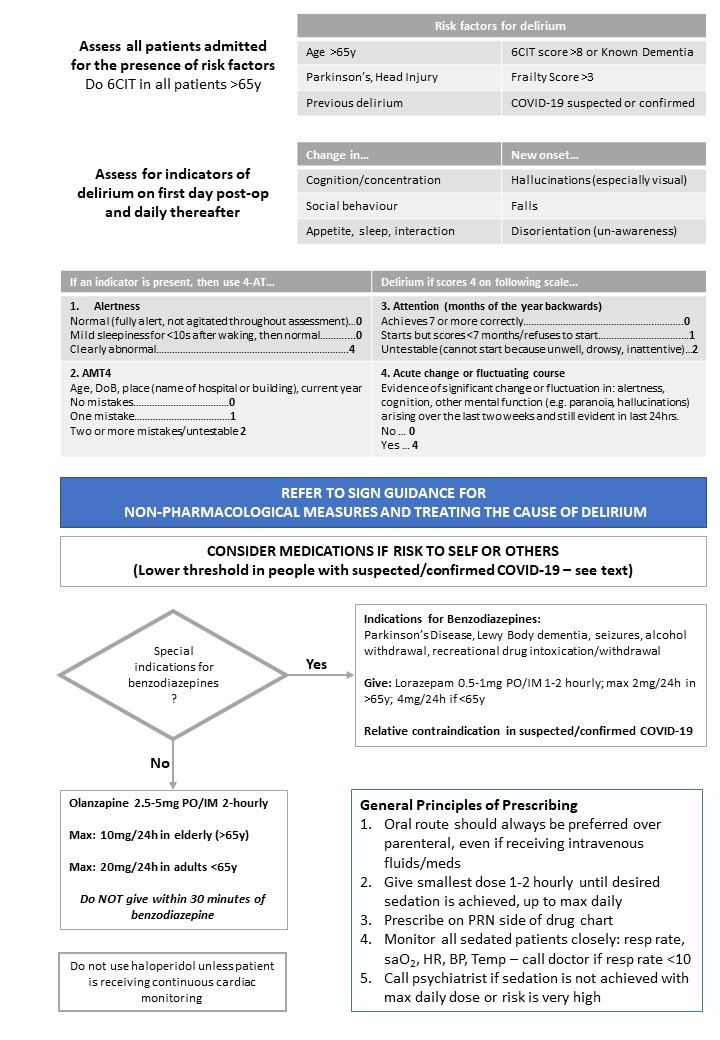 Assess all patients admitted
for the presence of risk factors
Do 6CIT in all patients >65y
Risk factors for delirium
Age >65y
6CIT score >8 or Known Dementia
Parkinson's, Head Injury
Frailty Score >3
Previous delirium
COVID-19 suspected or confirmed
Assess for indicators of
delirium on first day post-op
and daily thereafter
Change in...
New onset...
Cognition/concentration
Hallucinations (especially visual)
Social behaviour
Falls
Appetite, sleep, interaction
Disorientation (un-awareness)
If an indicator is present, then use 4-AT...
Delirium if scores 4 on following scale...
1. Alertness
Normal (fully alert, not agitated throughout assessment)...0
Mild sleepiness for <10s after waking, then normal............0
Clearly abnormal.................................................................4
3. Attention (months of the year backwards)
Achieves 7 or more correctly.....................................................0
Starts but scores <7 months/refuses to start..............................1
Untestable (cannot start because unwell, drowsy, inattentive)..2
2. AMT4
Age, DoB, place (name of hospital or building), current year
No mistakes................................0
One mistake................................1
Two or more mistakes/untestable 2
4. Acute change or fluctuating course
Evidence of significant change or fluctuation in: alertness,
cognition, other mental function (e.g. paranoia, hallucinations)
arising over the last two weeks and still evident in last 24hrs.
No ... 0
Yes ... 4
REFER TO SIGN GUIDANCE FOR
NON-PHARMACOLOGICAL MEASURES AND TREATING THE CAUSE OF DELIRIUM
CONSIDER MEDICATIONS IF RISK TO SELF OR OTHERS
(Lower threshold in people with suspected/confirmed COVID-19 – see text)
Special
indications for
benzodiazepines
?
Yes
Indications for Benzodiazepines:
Parkinson's Disease, Lewy Body dementia, seizures, alcohol
withdrawal, recreational drug intoxication/withdrawal
Give: Lorazepam 0.5-1mg PO/IM 1-2 hourly; max 2mg/24h in
>65y; 4mg/24h if <65y
Relative contraindication in suspected/confirmed COVID-19
No
Olanzapine 2.5-5mg PO/IM 2-hourly
Max: 10mg/24h in elderly (>65y)
Max: 20mg/24h in adults <65y
Do NOT give within 30 minutes of
benzodiazepine
Do not use haloperidol unless patient
is receiving continuous cardiac
monitoring
General Principles of Prescribing
1. Oral route should always be preferred over
parenteral, even if receiving intravenous
fluids/meds
2. Give smallest dose 1-2 hourly until desired
sedation is achieved, up to max daily
3. Prescribe on PRN side of drug chart
4. Monitor all sedated patients closely: resp rate,
saO₂, HR, BP, Temp – call doctor if resp rate <10
5. Call psychiatrist if sedation is not achieved with
max daily dose or risk is very high